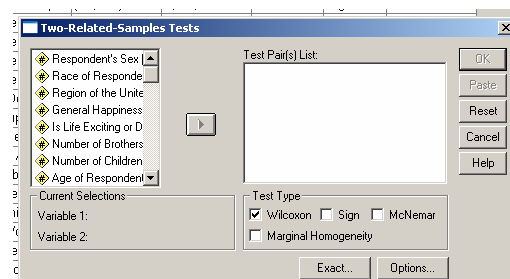 Two-Related-Samples Tests
Respondent's Sex
Race of Responde
Region of the Unite
General Happiness
Is Life Exciting or D
Number of Brothers
Number of Children
Age of Respondent
Test Pair(s) List:
OK
Paste
Reset
Cancel
Help
Current Selections
Variable 1:
Variable 2:
Test Type
Wilcoxon Sign McNemar
Marginal Homogeneity
Exact... Options...